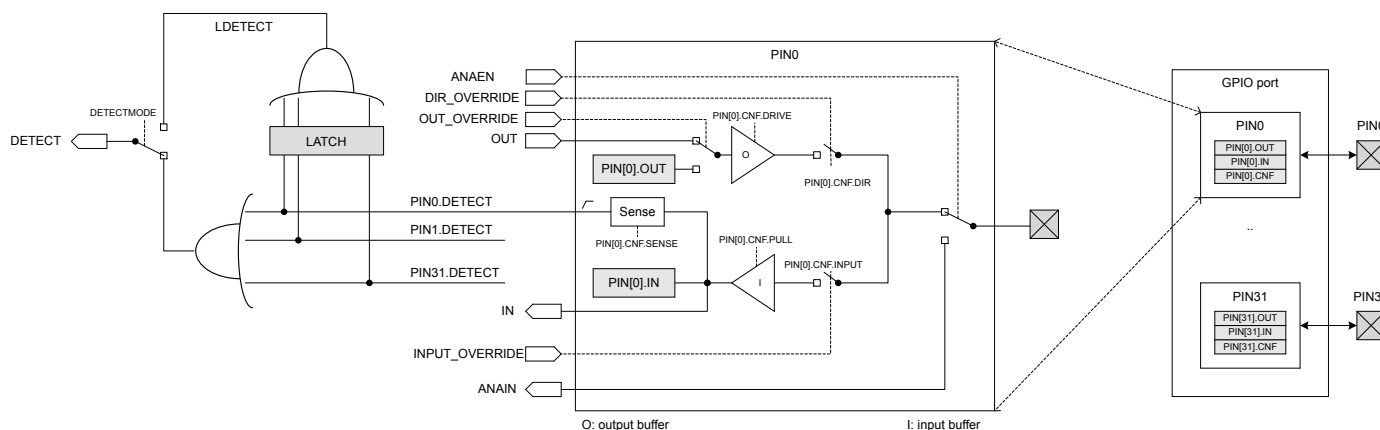 LDETECT
PIN0
ANAEN
GPIO port
DIR_OVERRIDE
DETECTMODE
OUT_OVERRIDE
PIN[0].CNF.DRIVE
PIN0
DETECT
LATCH
OUT
O
PIN[0].OUT
PIN[0].OUT
PIN[0].IN
PIN[0].CNF
PIN[0].CNF.DIR
PIN0.DETECT
Sense
PIN1.DETECT
PIN[0].CNF.SENSE
PIN[0].CNF.PULL
..
PIN[0].CNF.INPUT
PIN31.DETECT
PIN[0].IN
I
PIN31
IN
PIN[31].OUT
PIN[31].IN
PIN[31].CNF
INPUT_OVERRIDE
ANAIN
O: output buffer
I: input buffer